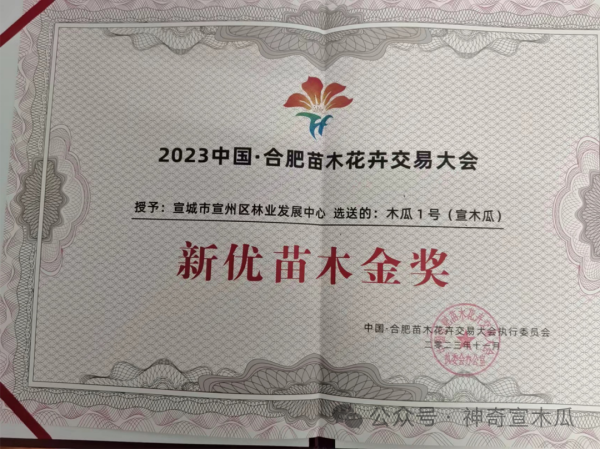 2023中国·合肥苗木花卉交易大会
授予：宣城市宣州区林业发展中心 选送的：木瓜1号（宣木瓜）
新优苗木金奖
中国·合肥苗木花卉交易大会执行委员会
二零二三年十一月
公众号·神奇宣木瓜